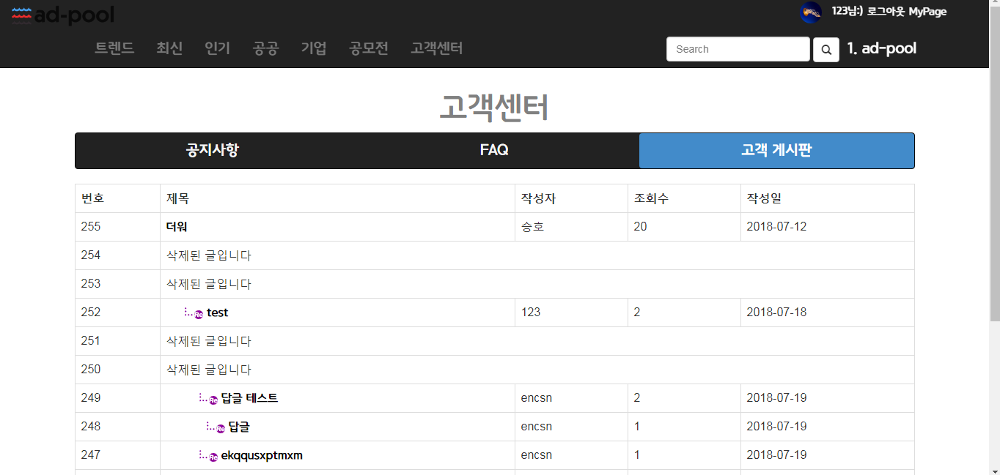 ad-pool
123님:) 로그아웃 MyPage
트렌드 최신 인기 공공 기업 공모전 고객센터 Search 1. ad-pool
고객센터
공지사항 FAQ 고객 게시판
번호 제목 작성자 조회수 작성일
255 더워 승호 20 2018-07-12
254 삭제된 글입니다
253 삭제된 글입니다
252 Re test 123 2 2018-07-18
251 삭제된 글입니다
250 삭제된 글입니다
249 Re 답글 테스트 encsn 2 2018-07-19
248 Re 답글 encsn 1 2018-07-19
247 Re ekqqusxptmxm encsn 1 2018-07-19